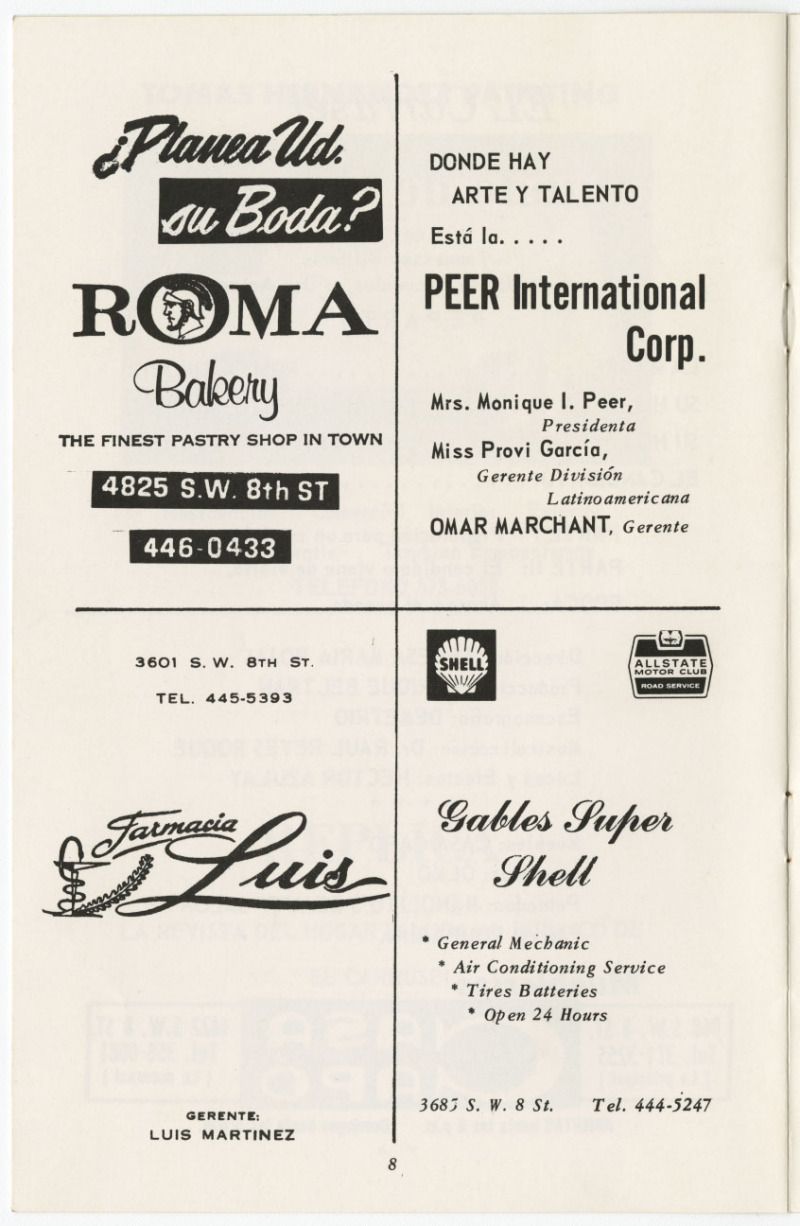 ¿Planea Ud.
su Boda?
ROMA
Bakery
THE FINEST PASTRY SHOP IN TOWN
4825 S.W. 8th ST
446-0433
DONDE HAY
ARTE Y TALENTO
Está la. . . . .
PEER International
Corp.
Mrs. Monique I. Peer,
Presidenta
Miss Provi García,
Gerente División
Latinoamericana
OMAR MARCHANT, Gerente
3601 S. W. 8TH ST.
TEL. 445-5393
Farmacia
Luis
GERENTE:
LUIS MARTINEZ
SHELL
ALLSTATE
MOTOR CLUB
ROAD SERVICE
Gables Super
Shell
* General Mechanic
* Air Conditioning Service
* Tires Batteries
* Open 24 Hours
3685 S. W. 8 St. Tel. 444-5247
8